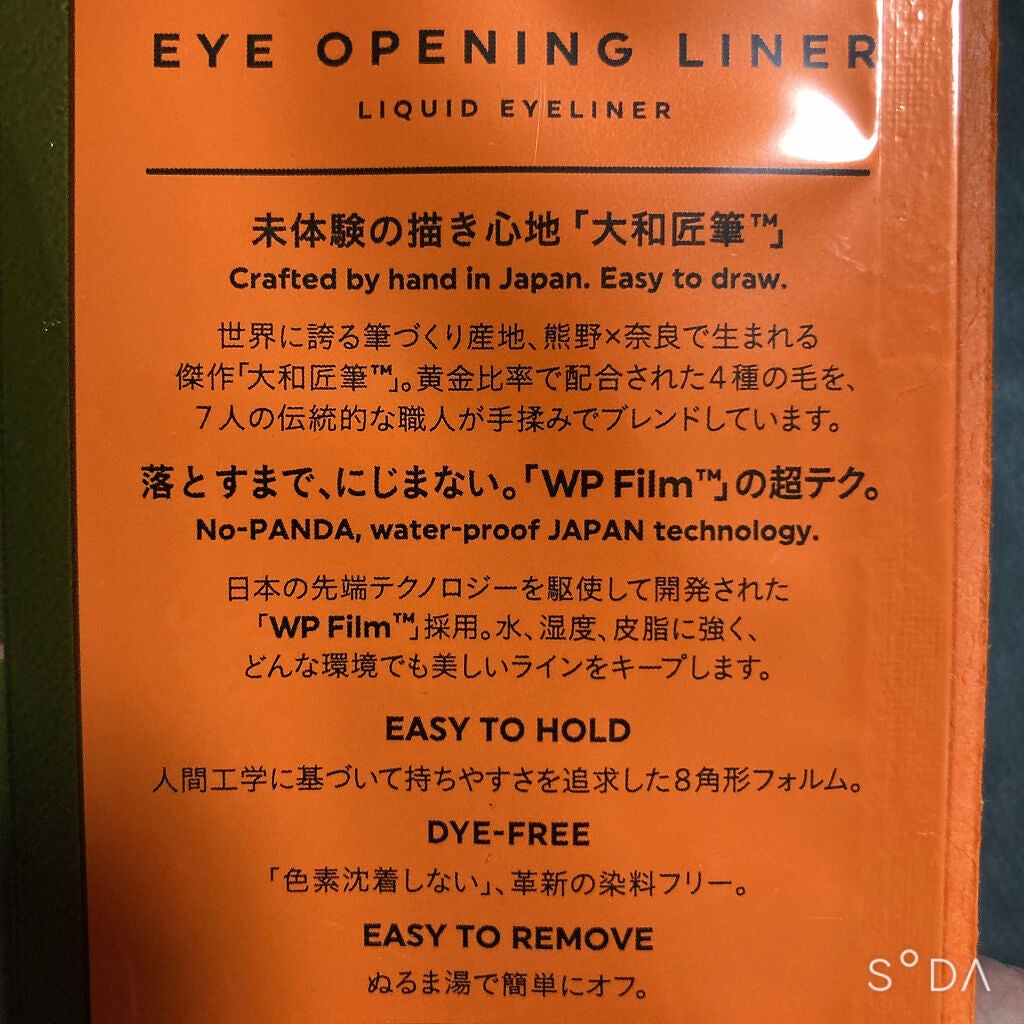 EYE OPENING LINER
LIQUID EYELINER
未体験の描き心地「大和匠筆™」
Crafted by hand in Japan. Easy to draw.
世界に誇る筆づくり産地、熊野×奈良で生まれる
傑作「大和匠筆™」。黄金比率で配合された4種の毛を、
7人の伝統的な職人が手揉みでブレンドしています。
落とすまで、にじまない。「WP Film™」の超テク。
No-PANDA, water-proof JAPAN technology.
日本の先端テクノロジーを駆使して開発された
「WP Film™」採用。水、湿度、皮脂に強く、
どんな環境でも美しいラインをキープします。
EASY TO HOLD
人間工学に基づいて持ちやすさを追求した8角形フォルム。
DYE-FREE
「色素沈着しない」、革新の染料フリー。
EASY TO REMOVE
ぬるま湯で簡単にオフ。
S°DA